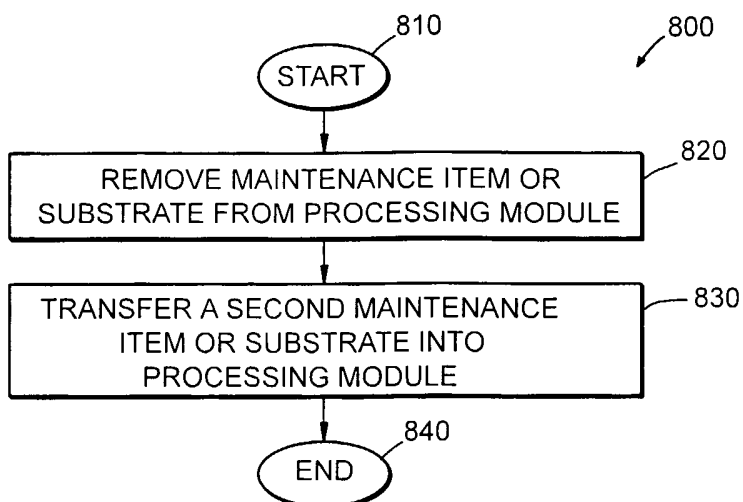 810
800
START
820
REMOVE MAINTENANCE ITEM OR
SUBSTRATE FROM PROCESSING MODULE
830
TRANSFER A SECOND MAINTENANCE
ITEM OR SUBSTRATE INTO
PROCESSING MODULE
840
END